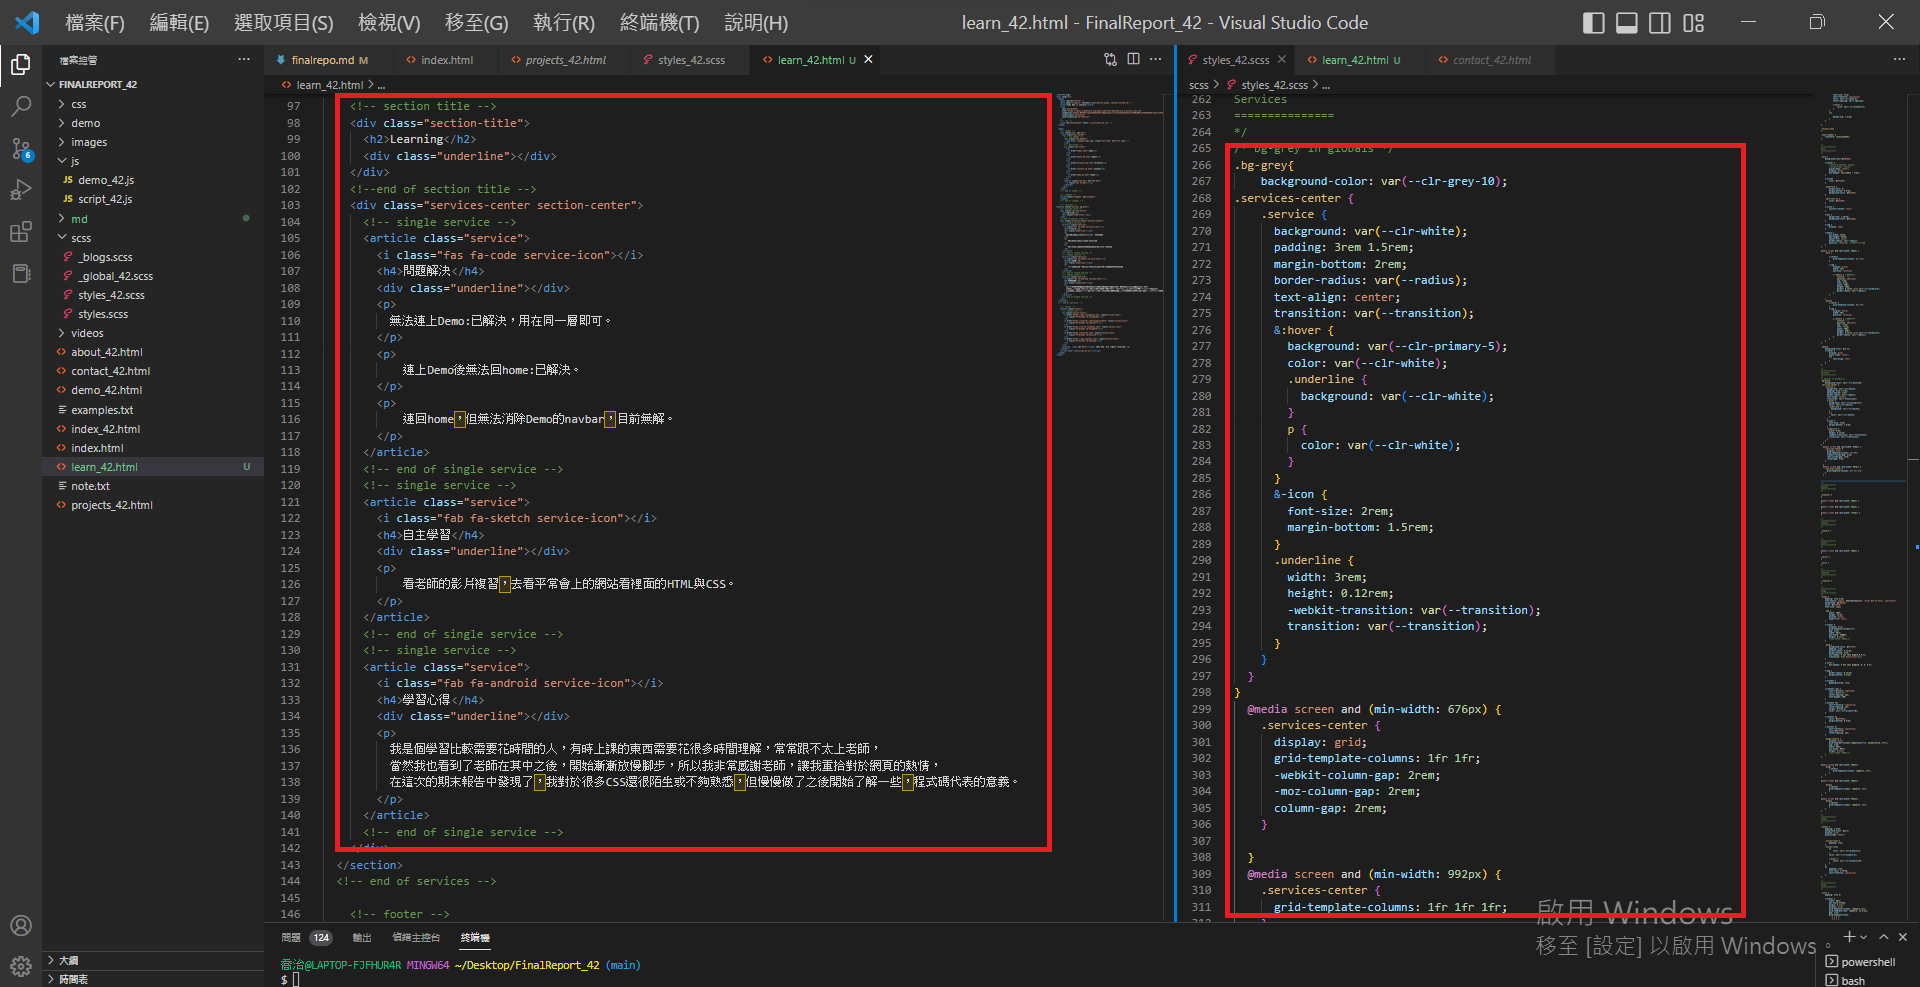 檔案(F) 編輯(E) 選取項目(S) 檢視(V) 移至(G) 執行(R) 終端機(T) 說明(H)
learn_42.html - FinalReport_42 - Visual Studio Code
檔案總管
FINALREPORT_42
css
demo
images
js
JS demo_42.js
JS script_42.js
md
scss
_blogs.scss
_global_42.scss
styles_42.scss
styles.scss
videos
about_42.html
contact_42.html
demo_42.html
examples.txt
index_42.html
index.html
learn_42.html U
note.txt
projects_42.html
大綱
時間表
6
finalrepo.md M
index.html
projects_42.html
styles_42.scss
learn_42.html U
learn_42.html > ...
97 <!-- section title -->
98 <div class="section-title">
99 <h2>Learning</h2>
100 <div class="underline"></div>
101 </div>
102 <!--end of section title -->
103 <div class="services-center section-center">
104 <!-- single service -->
105 <article class="service">
106 <i class="fas fa-code service-icon"></i>
107 <h4>問題解決</h4>
108 <div class="underline"></div>
109 <p>
110 無法連上Demo:已解決，用在同一層即可。
111 </p>
112 <p>
113 連上Demo後無法回home:已解決。
114 </p>
115 <p>
116 連回home，但無法消除Demo的navbar，目前無解。
117 </p>
118 </article>
119 <!-- end of single service -->
120 <!-- single service -->
121 <article class="service">
122 <i class="fab fa-sketch service-icon"></i>
123 <h4>自主學習</h4>
124 <div class="underline"></div>
125 <p>
126 看老師的影片複習，去看平常會上的網站看裡面的HTML與CSS。
127 </p>
128 </article>
129 <!-- end of single service -->
130 <!-- single service -->
131 <article class="service">
132 <i class="fab fa-android service-icon"></i>
133 <h4>學習心得</h4>
134 <div class="underline"></div>
135 <p>
136 我是個學習比較需要花時間的人，有時上課的東西需要花很多時間理解，常常跟不太上老師，
137 當然我也看到了老師在其中之後，開始漸漸放慢腳步，所以我非常感謝老師，讓我重拾對於網頁的熱情，
138 在這次的期末報告中發現了，我對於很多CSS還很陌生或不夠熟悉，但慢慢做了之後開始了解一些，程式碼代表的意義。
139 </p>
140 </article>
141 <!-- end of single service -->
142 </div>
143 </section>
144 <!-- end of services -->
145
146 <!-- footer -->
styles_42.scss
learn_42.html U
contact_42.html
scss > styles_42.scss > ...
262 Services
263 ===============
264 */
265 /* bg-grey in globals */
266 .bg-grey{
267 background-color: var(--clr-grey-10);
268 .services-center {
269 .service {
270 background: var(--clr-white);
271 padding: 3rem 1.5rem;
272 margin-bottom: 2rem;
273 border-radius: var(--radius);
274 text-align: center;
275 transition: var(--transition);
276 &:hover {
277 background: var(--clr-primary-5);
278 color: var(--clr-white);
279 .underline {
280 background: var(--clr-white);
281 }
282 p {
283 color: var(--clr-white);
284 }
285 }
286 &-icon {
287 font-size: 2rem;
288 margin-bottom: 1.5rem;
289 }
290 .underline {
291 width: 3rem;
292 height: 0.12rem;
293 -webkit-transition: var(--transition);
294 transition: var(--transition);
295 }
296 }
297 }
298 }
299 @media screen and (min-width: 676px) {
300 .services-center {
301 display: grid;
302 grid-template-columns: 1fr 1fr;
303 -webkit-column-gap: 2rem;
304 -moz-column-gap: 2rem;
305 column-gap: 2rem;
306 }
307
308 }
309 @media screen and (min-width: 992px) {
310 .services-center {
311 grid-template-columns: 1fr 1fr 1fr;
啟用 Windows
移至 [設定] 以啟用 Windows。
問題 124 輸出 偵錯主控台 終端機
喬治@LAPTOP-FJFHUR4R MINGW64 ~/Desktop/FinalReport_42 (main)
$
powershell
bash